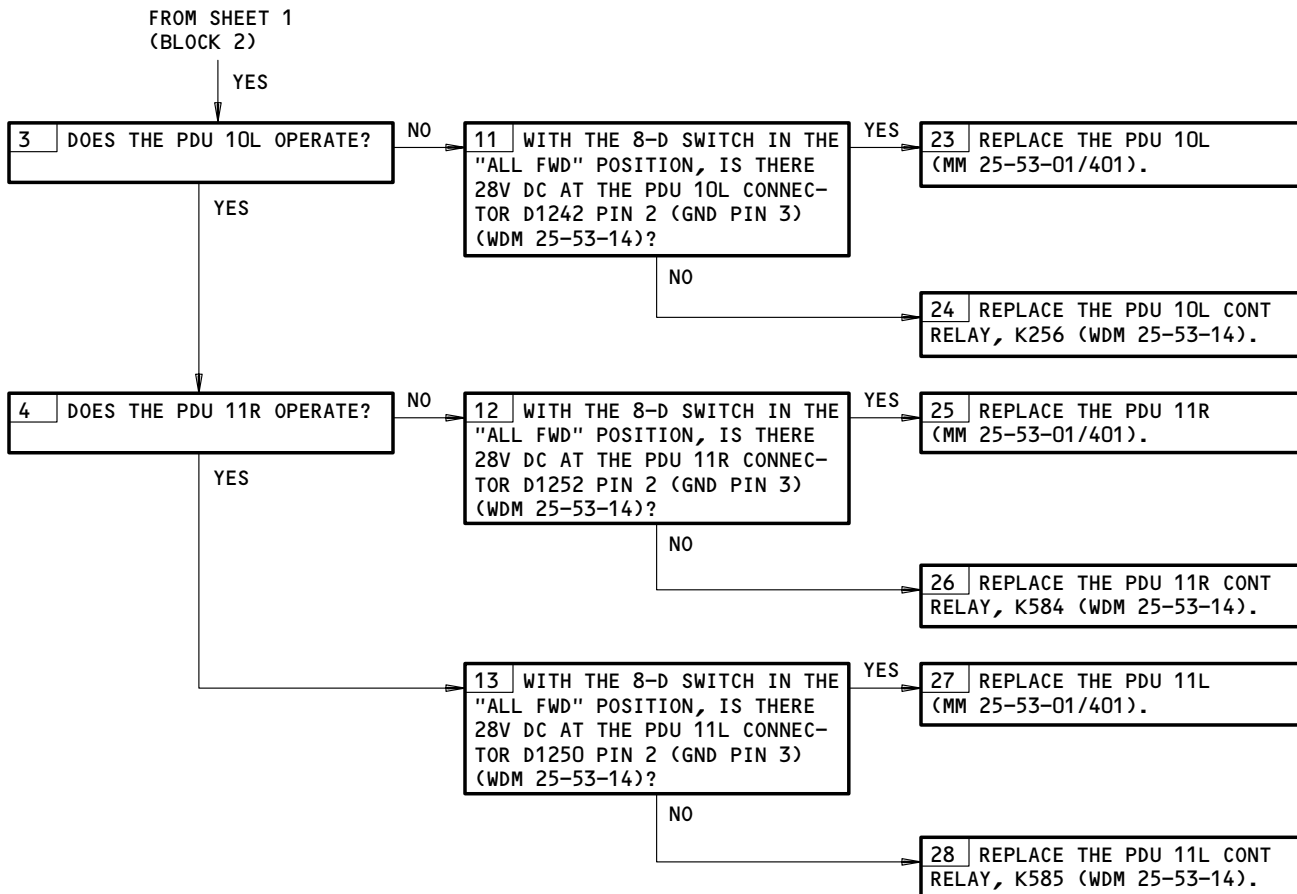 FROM SHEET 1
(BLOCK 2)
YES
3 DOES THE PDU 10L OPERATE?
NO
11 WITH THE 8-D SWITCH IN THE
"ALL FWD" POSITION, IS THERE
28V DC AT THE PDU 10L CONNEC-
TOR D1242 PIN 2 (GND PIN 3)
(WDM 25-53-14)?
YES
23 REPLACE THE PDU 10L
(MM 25-53-01/401).
YES
NO
24 REPLACE THE PDU 10L CONT
RELAY, K256 (WDM 25-53-14).
4 DOES THE PDU 11R OPERATE?
NO
12 WITH THE 8-D SWITCH IN THE
"ALL FWD" POSITION, IS THERE
28V DC AT THE PDU 11R CONNEC-
TOR D1252 PIN 2 (GND PIN 3)
(WDM 25-53-14)?
YES
25 REPLACE THE PDU 11R
(MM 25-53-01/401).
YES
NO
26 REPLACE THE PDU 11R CONT
RELAY, K584 (WDM 25-53-14).
13 WITH THE 8-D SWITCH IN THE
"ALL FWD" POSITION, IS THERE
28V DC AT THE PDU 11L CONNEC-
TOR D1250 PIN 2 (GND PIN 3)
(WDM 25-53-14)?
YES
27 REPLACE THE PDU 11L
(MM 25-53-01/401).
NO
28 REPLACE THE PDU 11L CONT
RELAY, K585 (WDM 25-53-14).